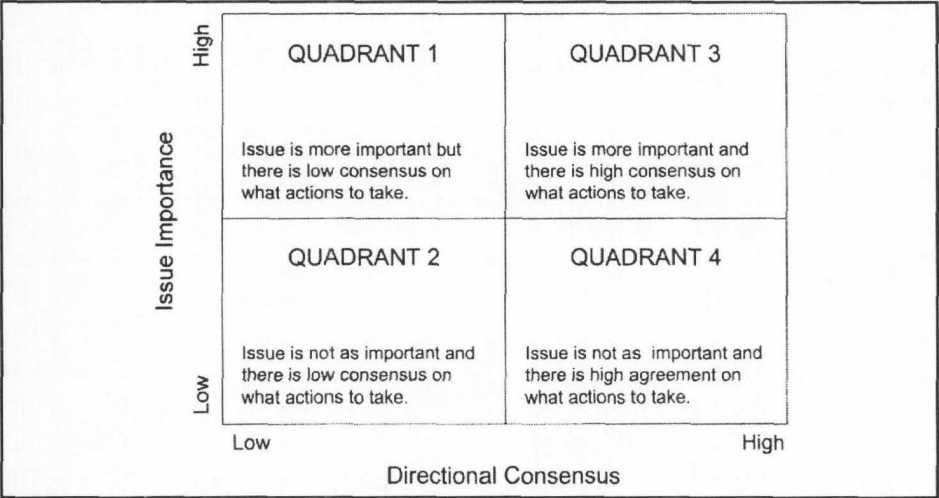 High
Issue Importance
Low
QUADRANT 1
Issue is more important but
there is low consensus on
what actions to take.
QUADRANT 3
Issue is more important and
there is high consensus on
what actions to take.
QUADRANT 2
Issue is not as important and
there is low consensus on
what actions to take.
QUADRANT 4
Issue is not as important and
there is high agreement on
what actions to take.
Low
High
Directional Consensus